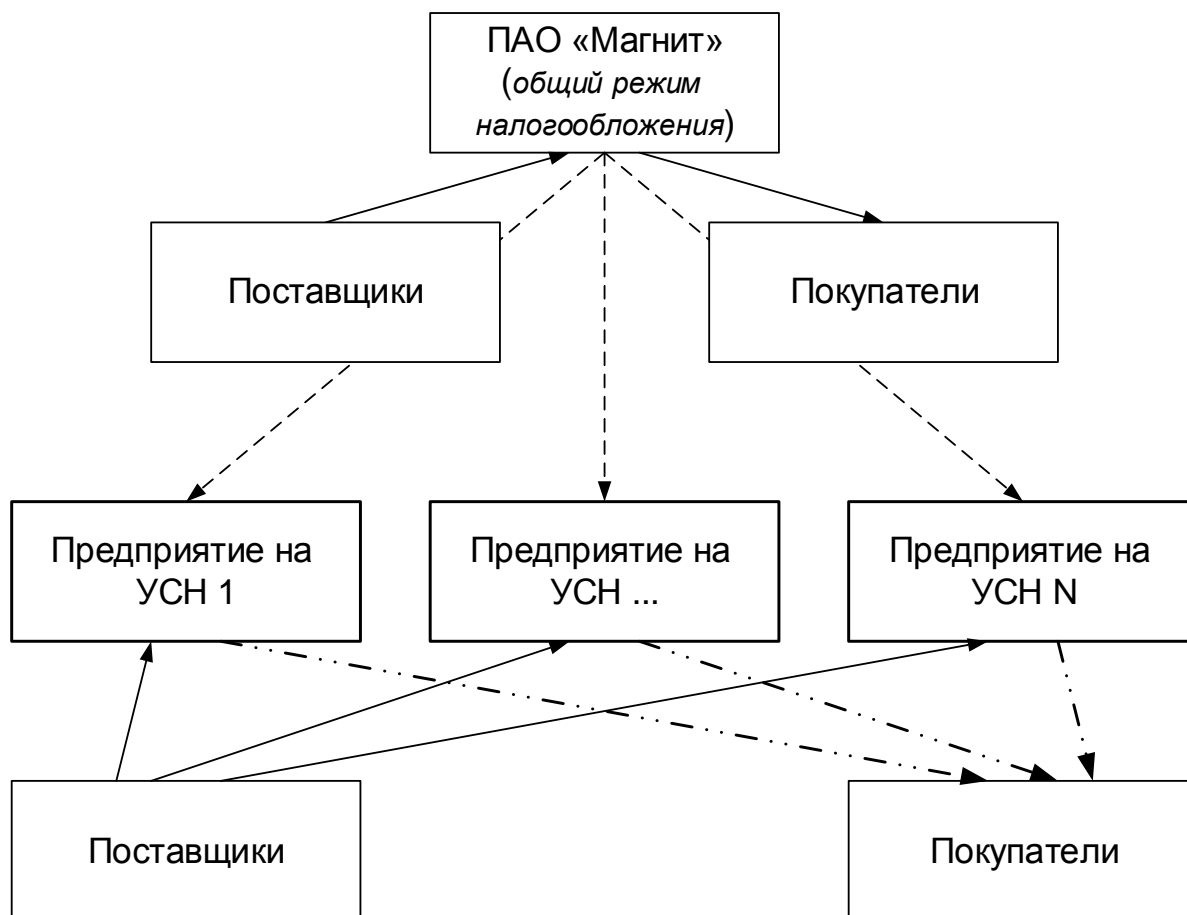 ПАО «Магнит»
(общий режим
налогообложения)
Поставщики
Покупатели
Предприятие на
УСН 1
Предприятие на
УСН ...
Предприятие на
УСН N
Поставщики
Покупатели